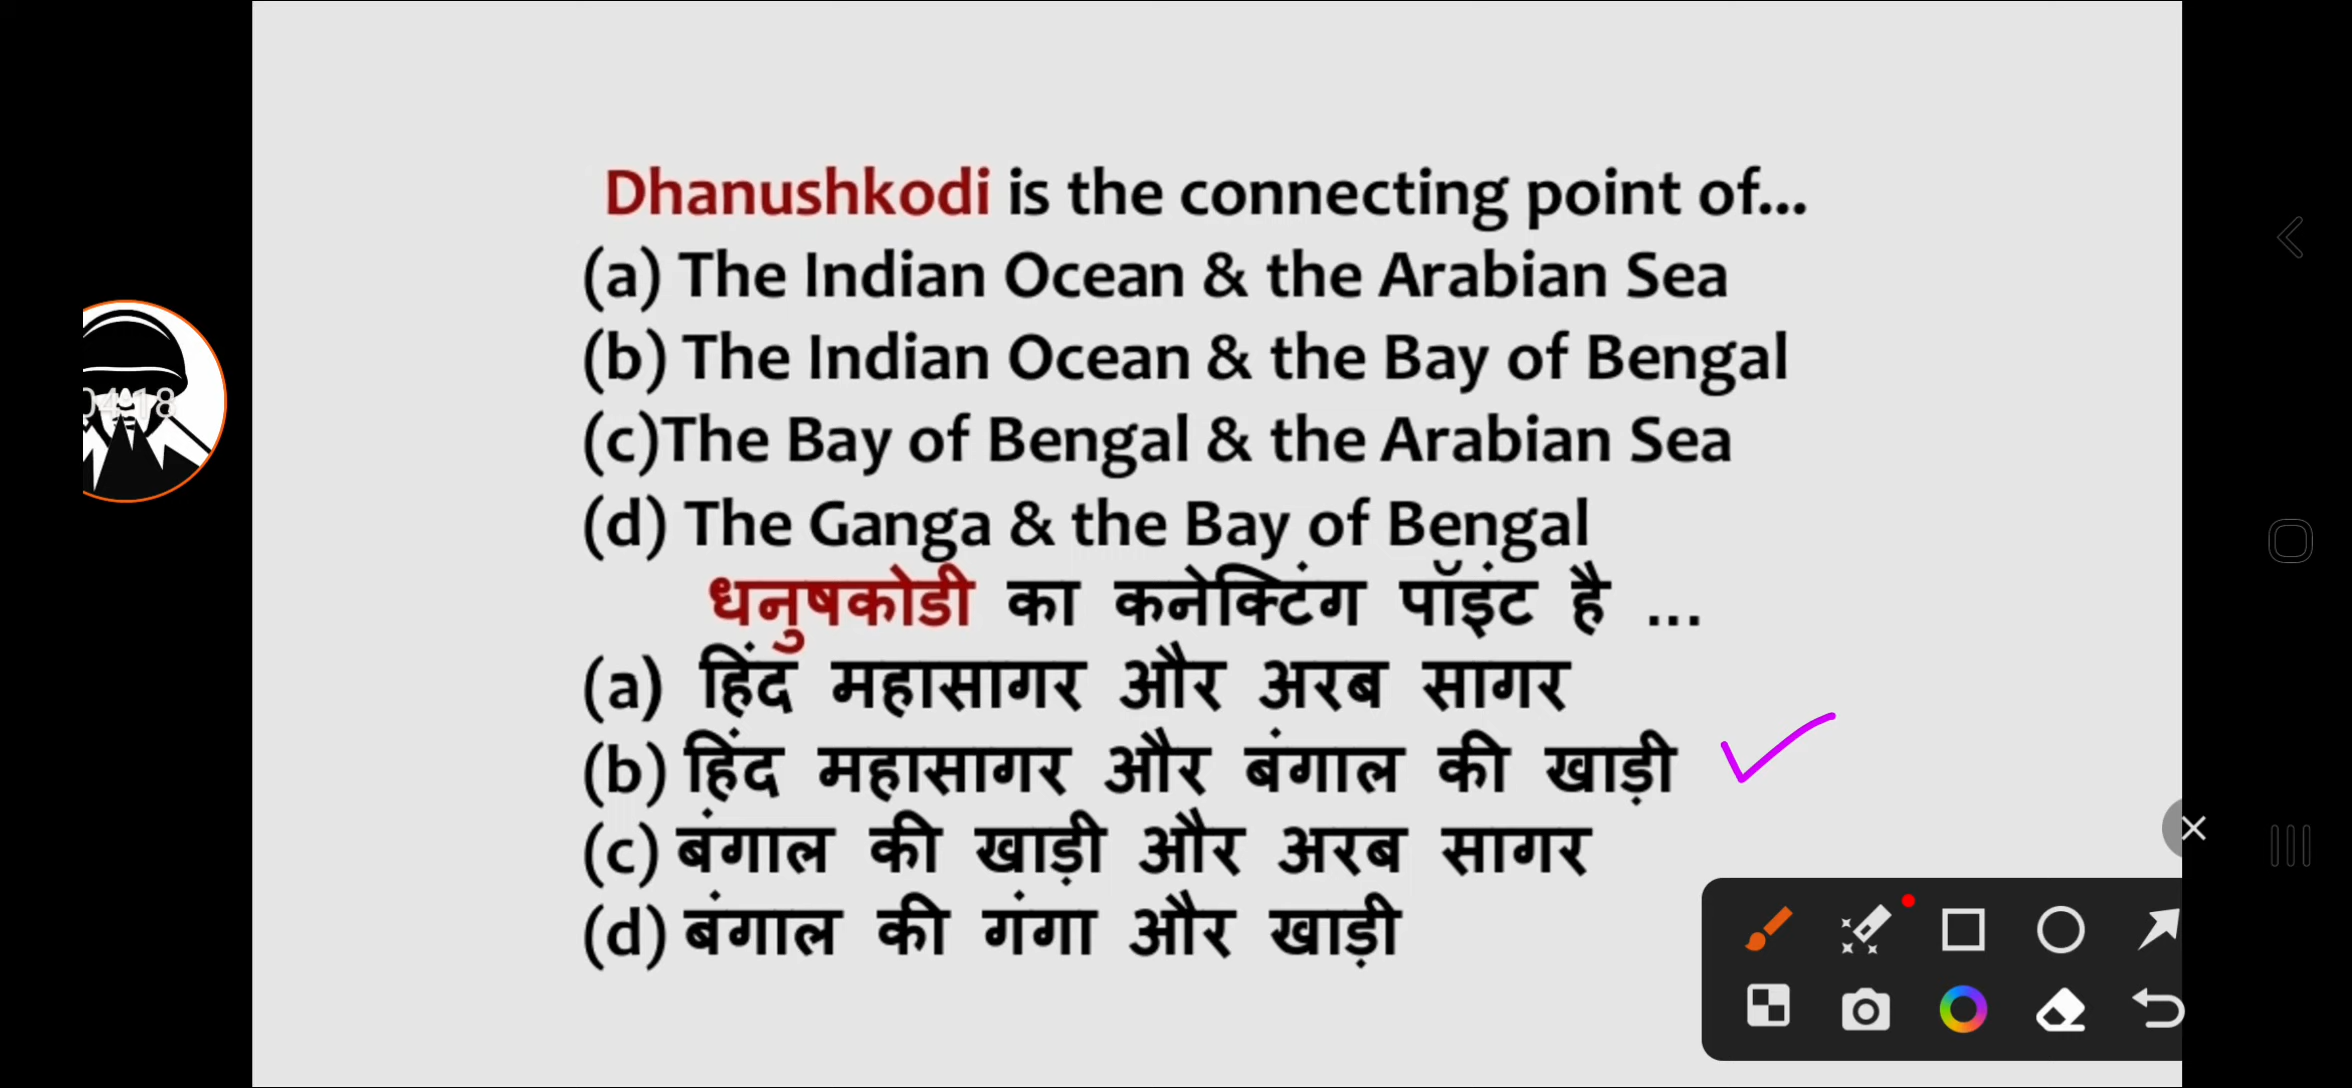 Dhanushkodi is the connecting point of...
(a) The Indian Ocean & the Arabian Sea
(b) The Indian Ocean & the Bay of Bengal
(c)The Bay of Bengal & the Arabian Sea
(d) The Ganga & the Bay of Bengal
धनुषकोडी का कनेक्टिंग पॉइंट है ...
(a) हिंद महासागर और अरब सागर
(b) हिंद महासागर और बंगाल की खाड़ी
(c) बंगाल की खाड़ी और अरब सागर
(d) बंगाल की गंगा और खाड़ी
04:18